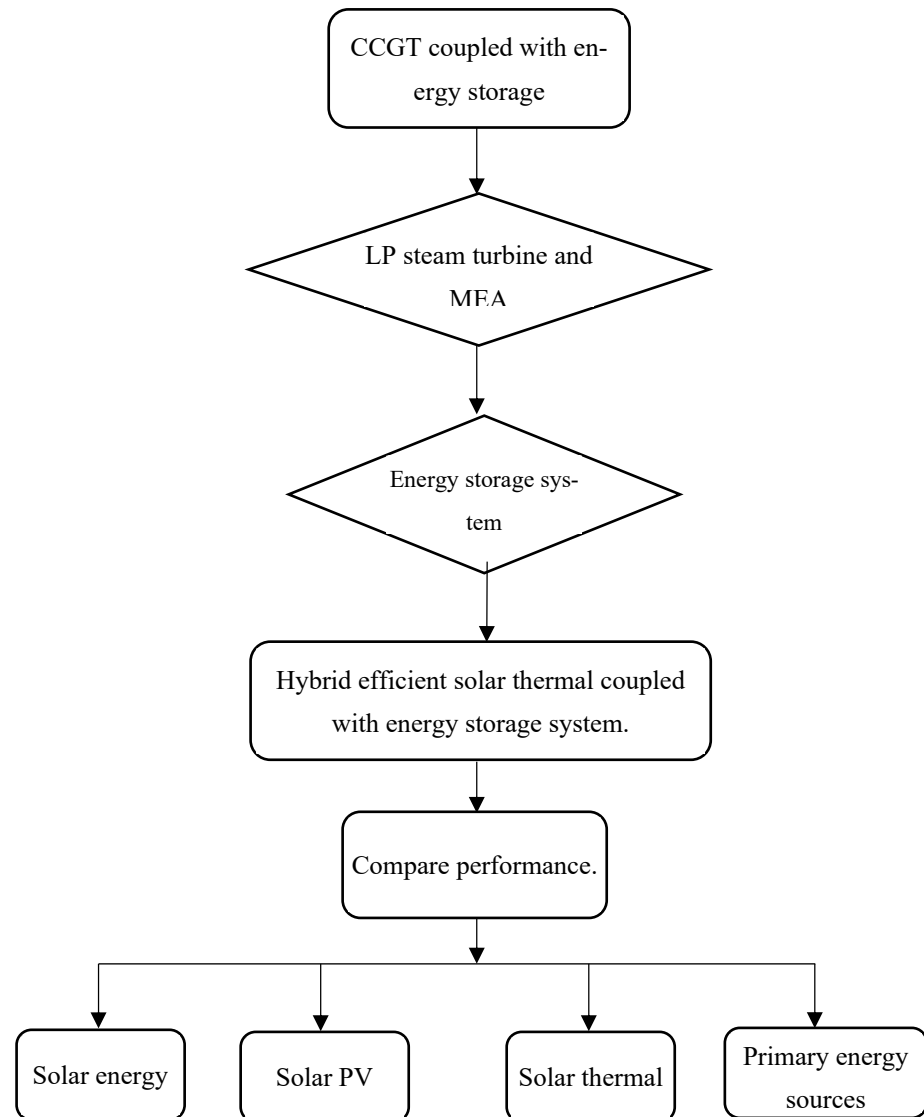 CCGT coupled with en-
ergy storage
LP steam turbine and
MEA
Energy storage sys-
tem
Hybrid efficient solar thermal coupled
with energy storage system.
Compare performance.
Solar energy
Solar PV
Solar thermal
Primary energy
sources